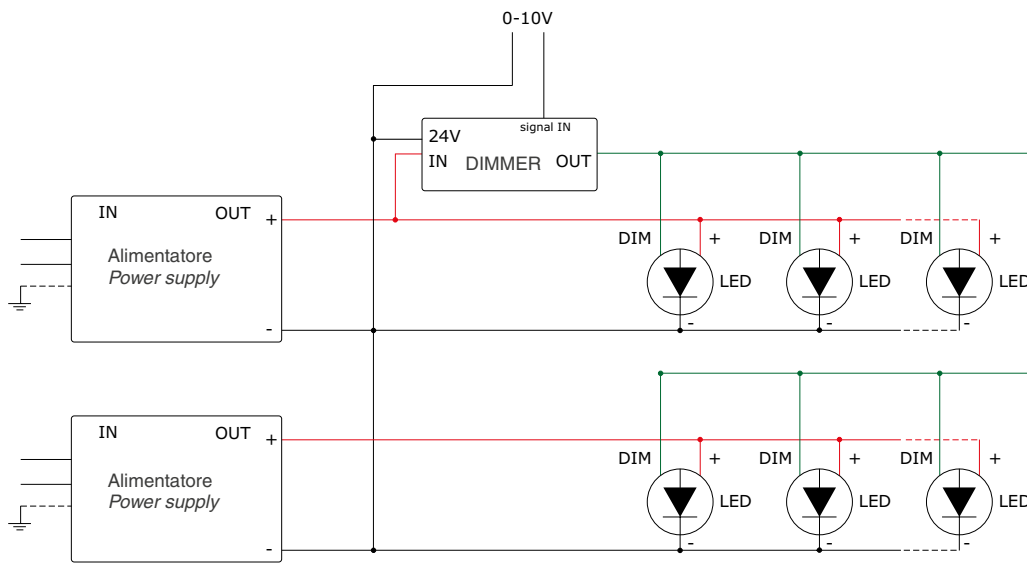 0-10V
signal IN
24V
IN DIMMER OUT
IN OUT +
Alimentatore
Power supply
-
DIM + DIM + DIM +
LED LED LED
- - -
IN OUT +
Alimentatore
Power supply
-
DIM + DIM + DIM +
LED LED LED
- - -